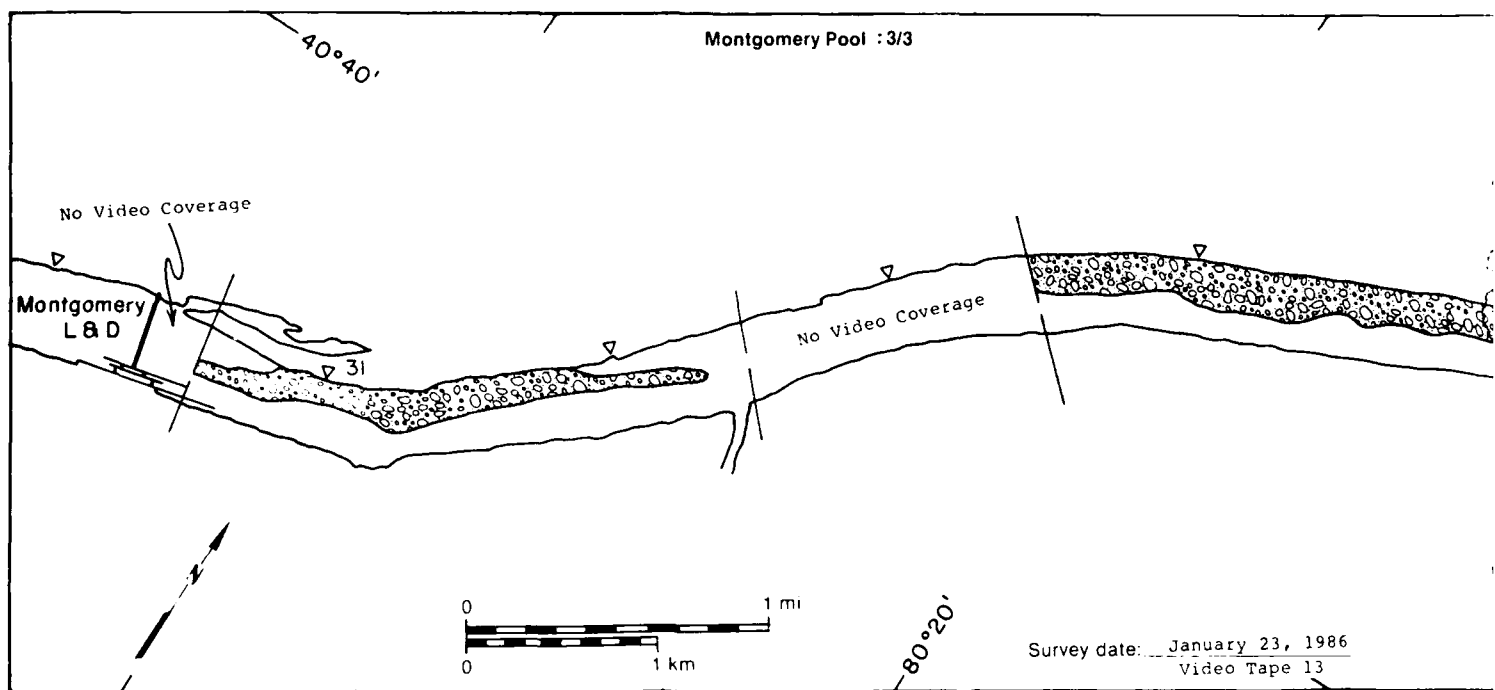 Montgomery Pool : 3/3
40°40'
No Video Coverage
Montgomery
L & D
31
No Video Coverage
N
0
1 mi
0
1 km
80°20'
Survey date: January 23, 1986
Video Tape 13